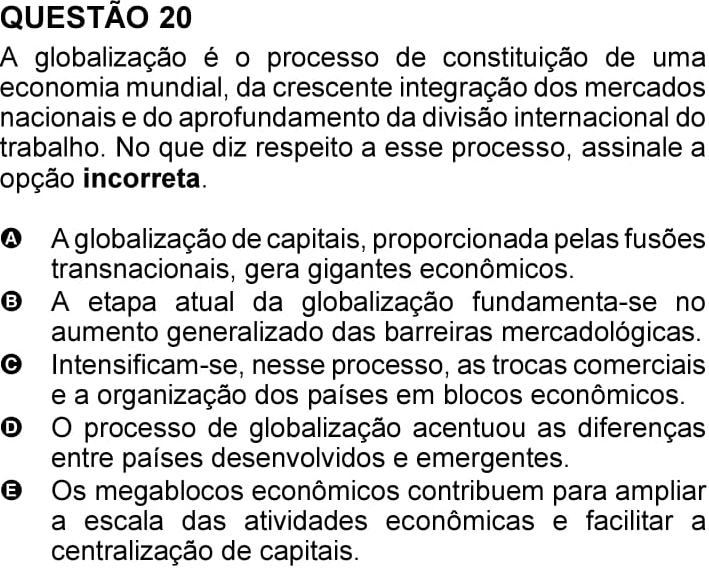 QUESTÃO 20
A globalização é o processo de constituição de uma
economia mundial, da crescente integração dos mercados
nacionais e do aprofundamento da divisão internacional do
trabalho. No que diz respeito a esse processo, assinale a
opção incorreta.
A A globalização de capitais, proporcionada pelas fusões
transnacionais, gera gigantes econômicos.
B A etapa atual da globalização fundamenta-se no
aumento generalizado das barreiras mercadológicas.
C Intensificam-se, nesse processo, as trocas comerciais
e a organização dos países em blocos econômicos.
D O processo de globalização acentuou as diferenças
entre países desenvolvidos e emergentes.
E Os megablocos econômicos contribuem para ampliar
a escala das atividades econômicas e facilitar a
centralização de capitais.